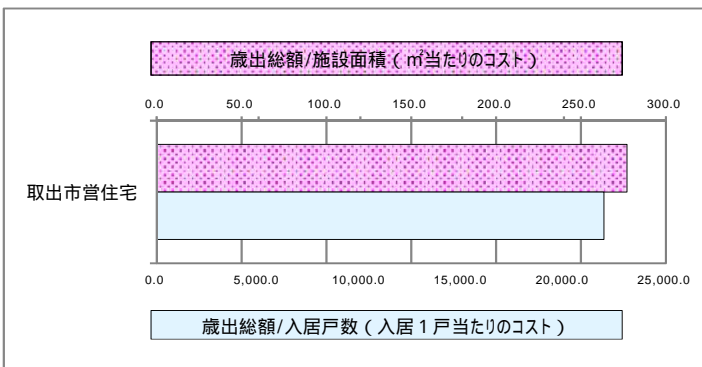 歳出総額/施設面積（㎡当たりのコスト）
0.0 50.0 100.0 150.0 200.0 250.0 300.0
取出市営住宅
0.0 5,000.0 10,000.0 15,000.0 20,000.0 25,000.0
歳出総額/入居戸数（入居１戸当たりのコスト）